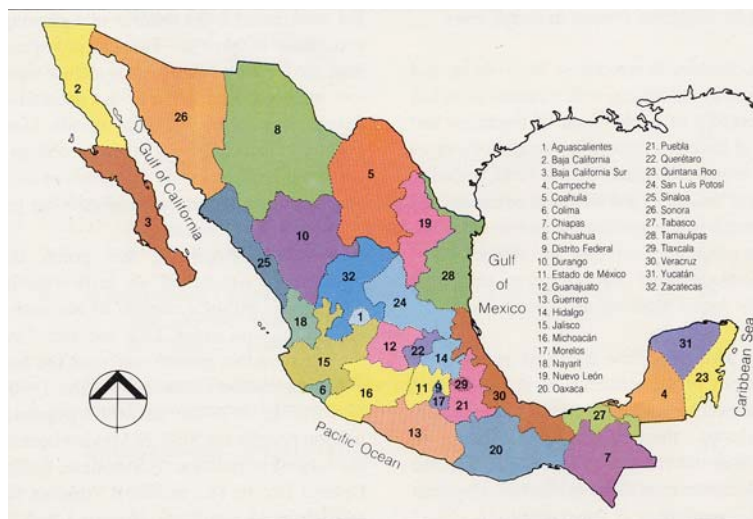 2
26
8
5
3
Gulf of California
19
10
25
32
28
24
Gulf
of
Mexico
18
1
15
12
22
14
6
16
11
9
29
17
21
30
13
20
27
7
4
31
23
Pacific Ocean
Caribbean Sea
1. Aguascalientes
2. Baja California
3. Baja California Sur
4. Campeche
5. Coahuila
6. Colima
7. Chiapas
8. Chihuahua
9. Distrito Federal
10. Durango
11. Estado de México
12. Guanajuato
13. Guerrero
14. Hidalgo
15. Jalisco
16. Michoacán
17. Morelos
18. Nayarit
19. Nuevo León
20. Oaxaca
21. Puebla
22. Querétaro
23. Quintana Roo
24. San Luis Potosí
25. Sinaloa
26. Sonora
27. Tabasco
28. Tamaulipas
29. Tlaxcala
30. Veracruz
31. Yucatán
32. Zacatecas